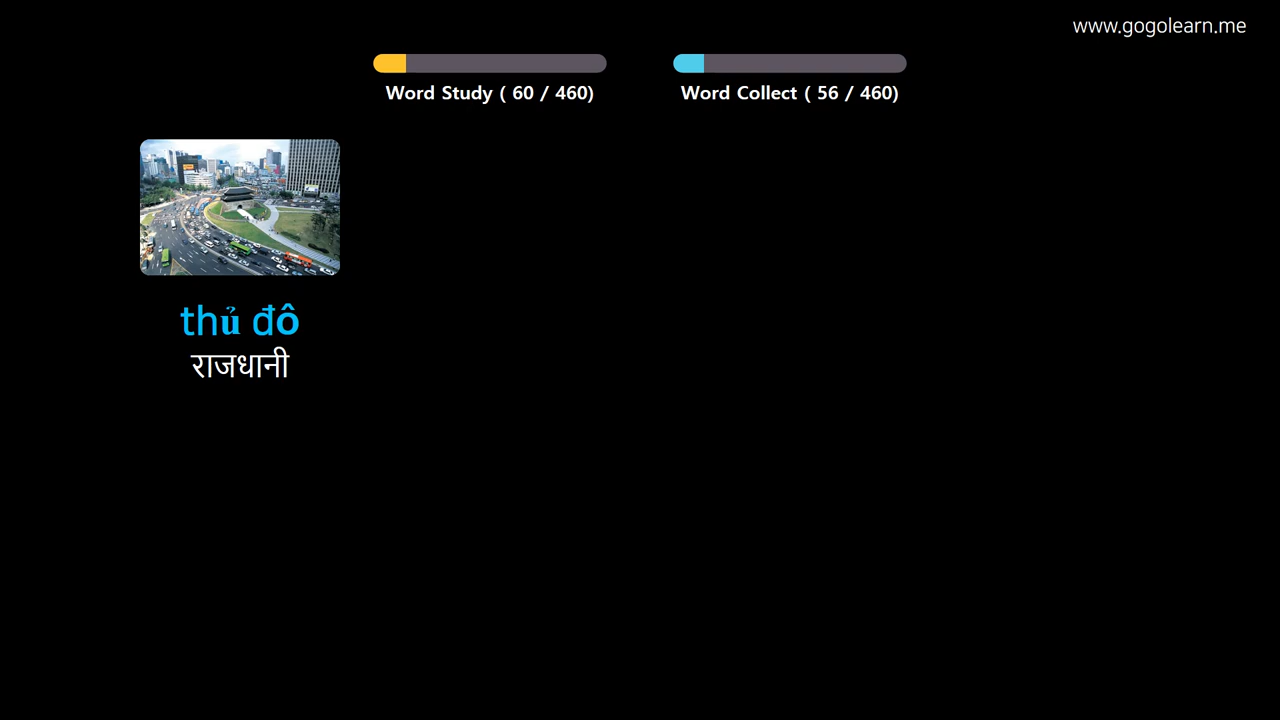 www.gogolearn.me
Word Study ( 60 / 460)
Word Collect ( 56 / 460)
thủ đô
राजधानी